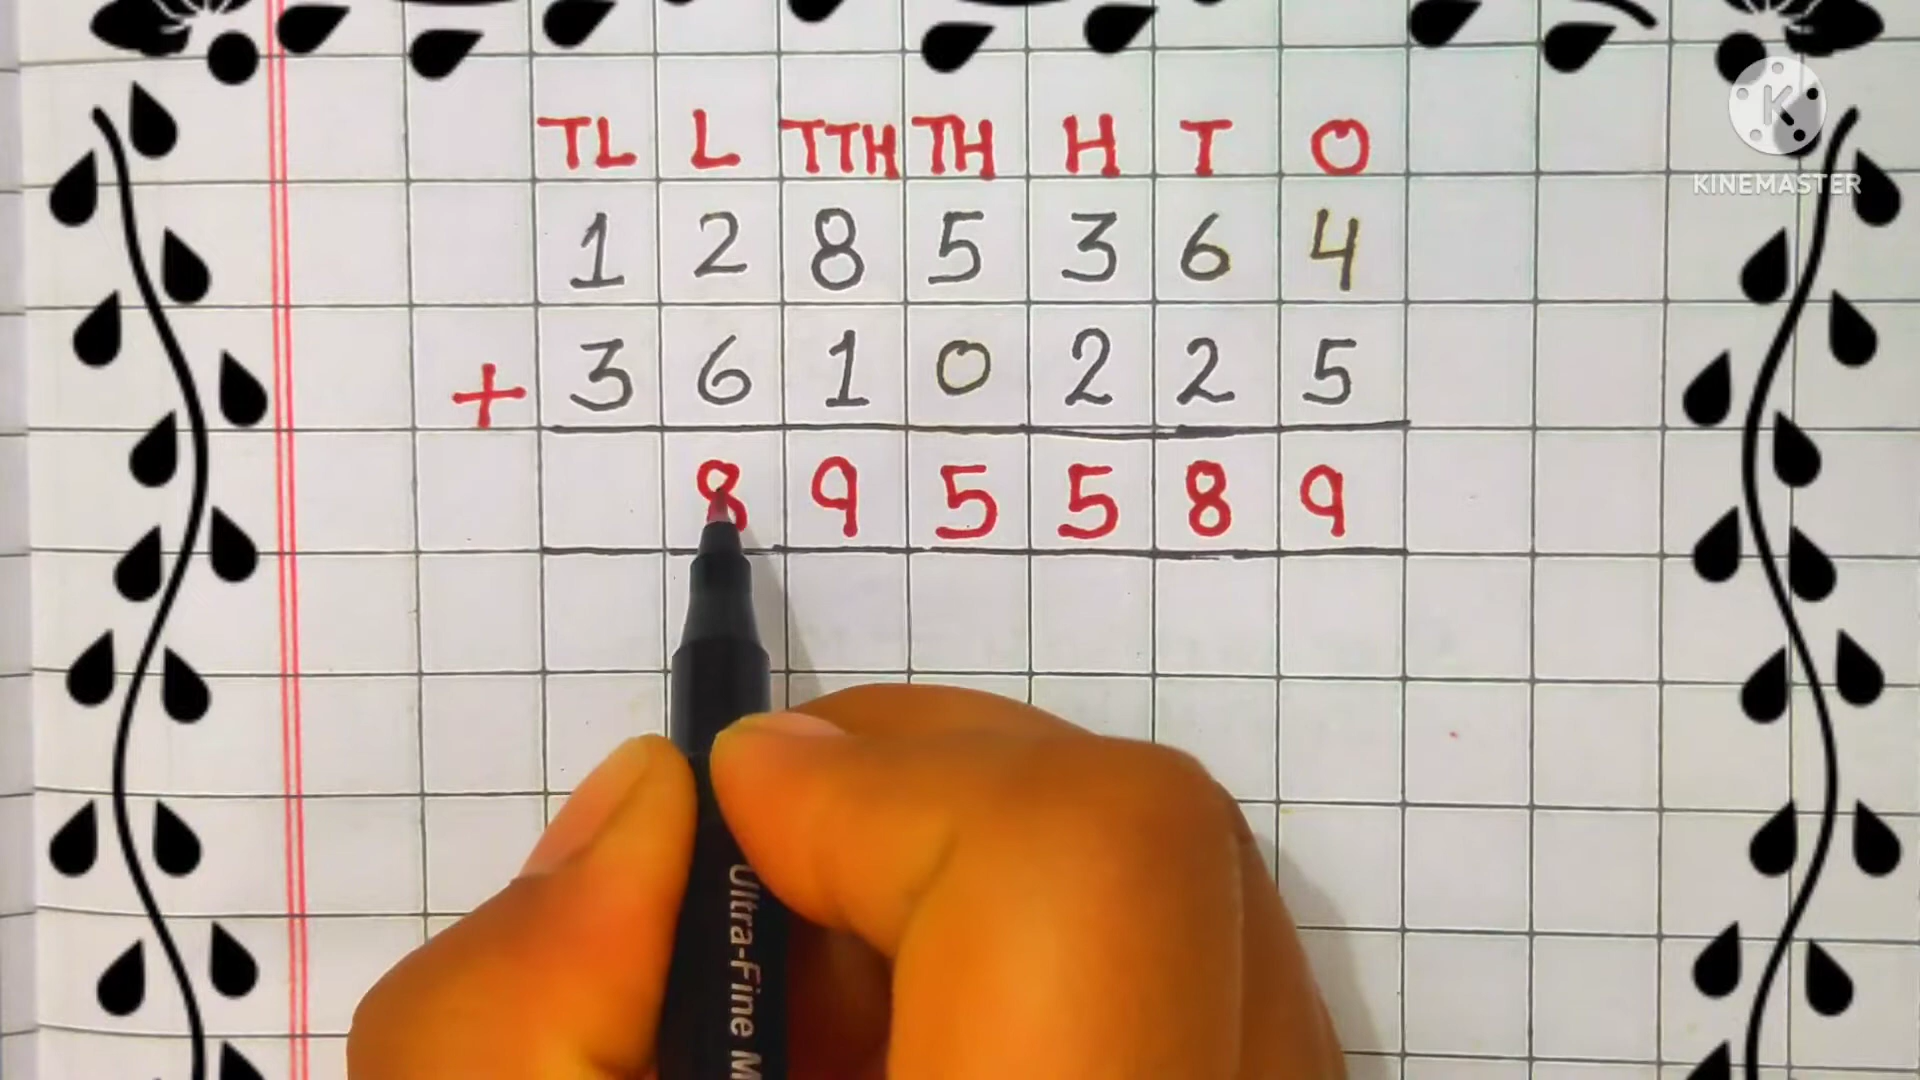 TL L TTH TH H T O
1 2 8 5 3 6 4
+ 3 6 1 0 2 2 5
8 9 5 5 8 9
KINEMASTER
Ultra-Fine M